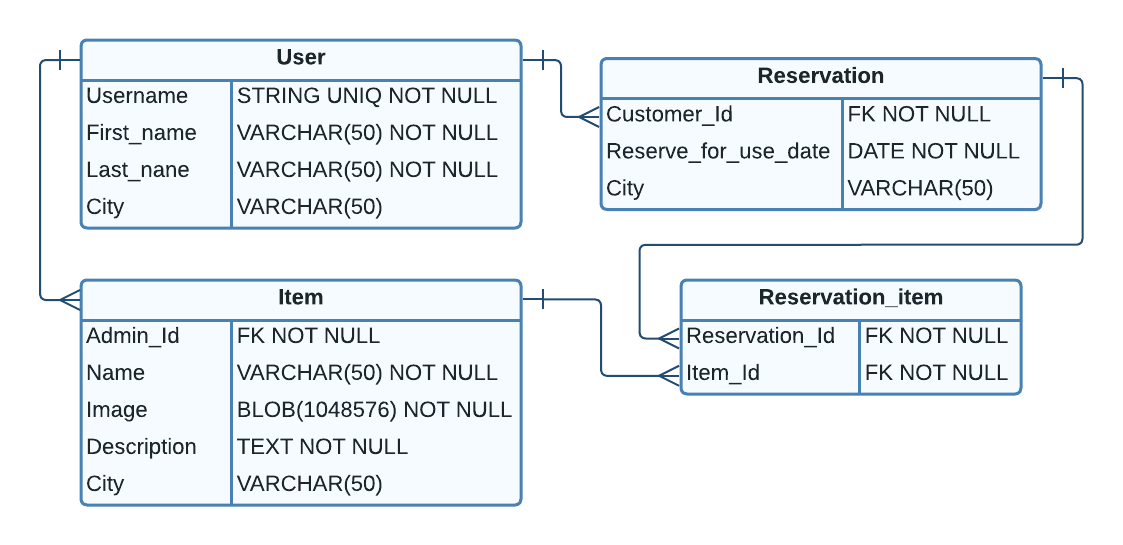 User
Username STRING UNIQ NOT NULL
First_name VARCHAR(50) NOT NULL
Last_nane VARCHAR(50) NOT NULL
City VARCHAR(50)
Reservation
Customer_Id FK NOT NULL
Reserve_for_use_date DATE NOT NULL
City VARCHAR(50)
Item
Admin_Id FK NOT NULL
Name VARCHAR(50) NOT NULL
Image BLOB(1048576) NOT NULL
Description TEXT NOT NULL
City VARCHAR(50)
Reservation_item
Reservation_Id FK NOT NULL
Item_Id FK NOT NULL